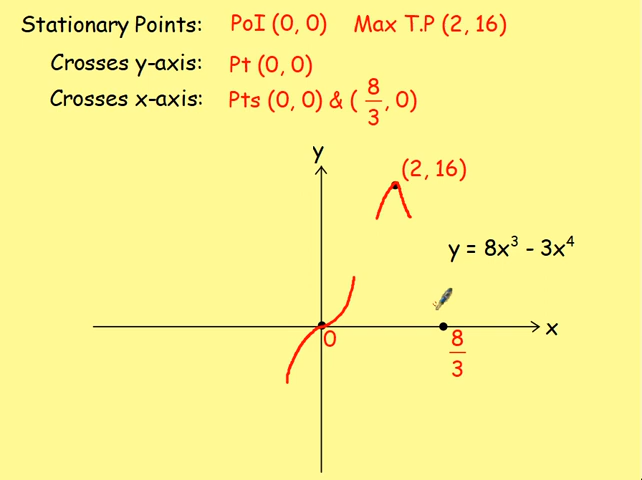 Stationary Points: PoI (0, 0) Max T.P (2, 16)
Crosses y-axis: Pt (0, 0)
Crosses x-axis: Pts (0, 0) & ( 8/3 , 0)
y
(2, 16)
y = 8x³ - 3x⁴
x
0
8/3